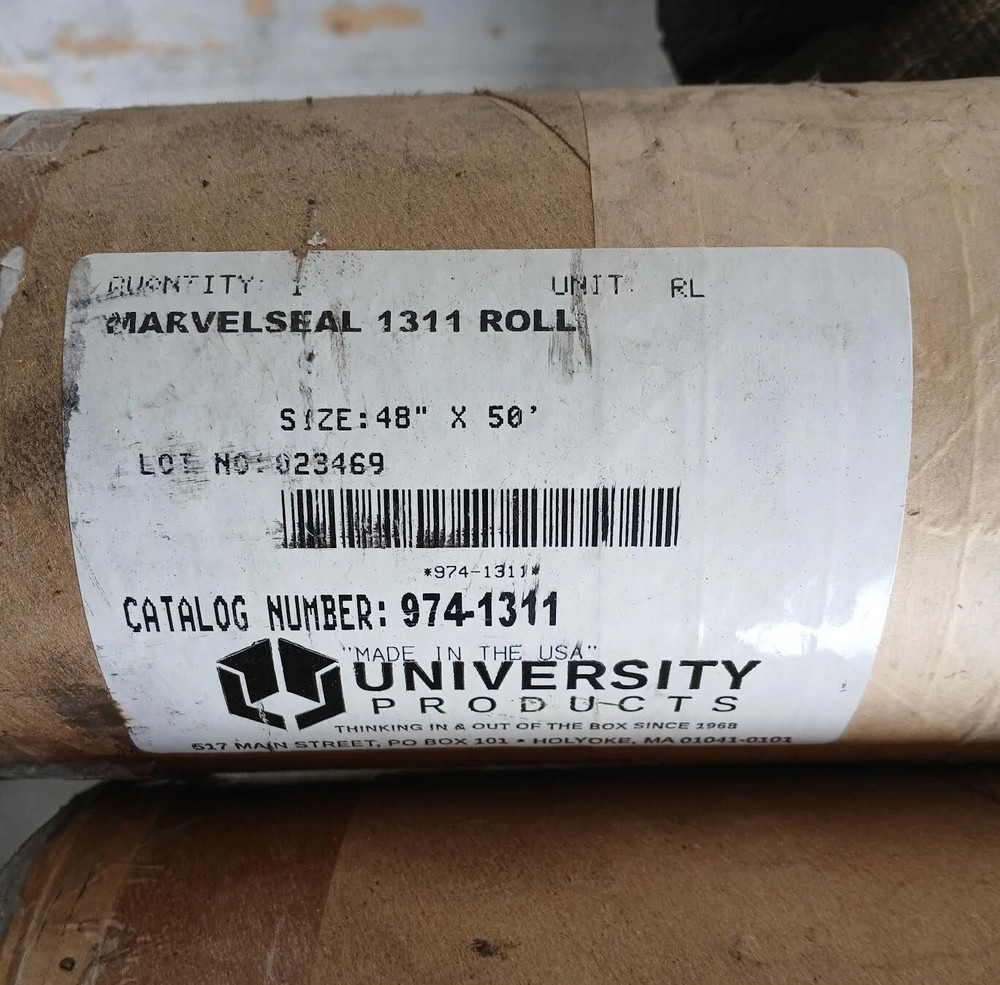 QUANTITY: 1 UNIT: RL
MARVELSEAL 1311 ROLL
SIZE:48" X 50'
LOT NO:023469
*974-1311*
CATALOG NUMBER: 974-1311
"MADE IN THE USA"
UNIVERSITY
PRODUCTS
THINKING IN & OUT OF THE BOX SINCE 1968
517 MAIN STREET, PO BOX 101 • HOLYOKE, MA 01041-0101